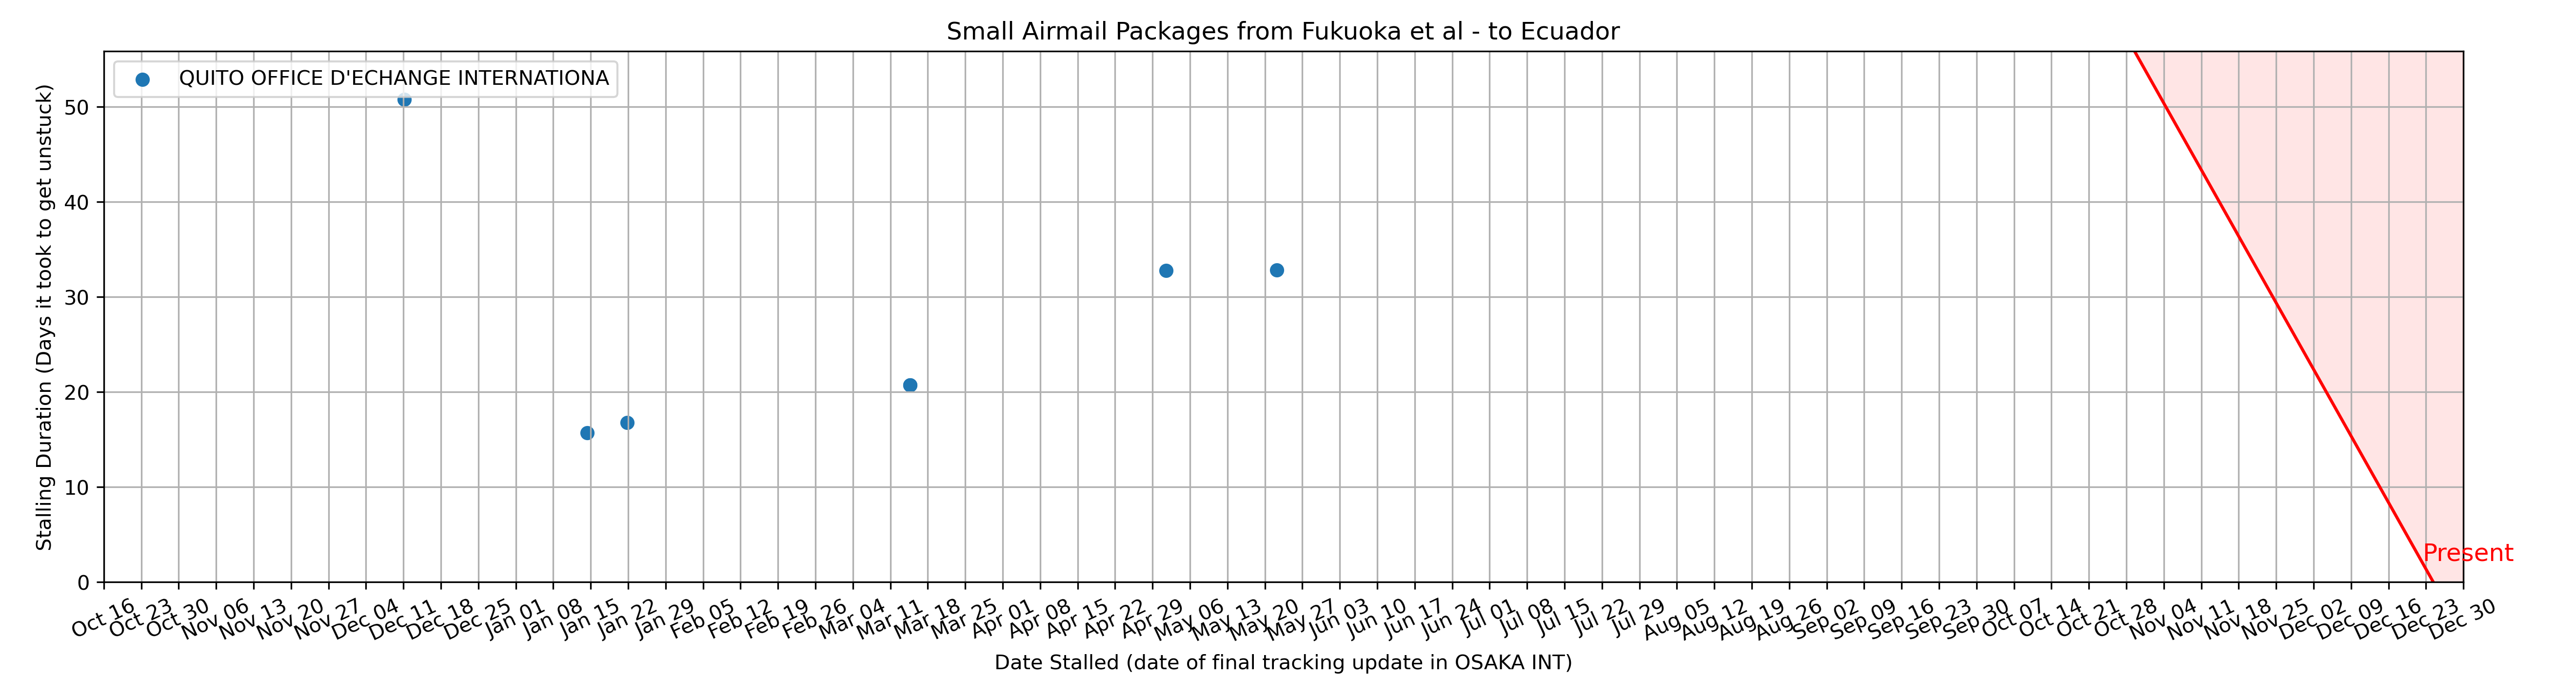 Small Airmail Packages from Fukuoka et al - to Ecuador
QUITO OFFICE D'ECHANGE INTERNATIONA
Stalling Duration (Days it took to get unstuck)
50
40
30
20
10
0
Present
Oct 16
Oct 23
Oct 30
Nov 06
Nov 13
Nov 20
Nov 27
Dec 04
Dec 11
Dec 18
Dec 25
Jan 01
Jan 08
Jan 15
Jan 22
Jan 29
Feb 05
Feb 12
Feb 19
Feb 26
Mar 04
Mar 11
Mar 18
Mar 25
Apr 01
Apr 08
Apr 15
Apr 22
Apr 29
May 06
May 13
May 20
May 27
Jun 03
Jun 10
Jun 17
Jun 24
Jul 01
Jul 08
Jul 15
Jul 22
Jul 29
Aug 05
Aug 12
Aug 19
Aug 26
Sep 02
Sep 09
Sep 16
Sep 23
Sep 30
Oct 07
Oct 14
Oct 21
Oct 28
Nov 04
Nov 11
Nov 18
Nov 25
Dec 02
Dec 09
Dec 16
Dec 23
Dec 30
Date Stalled (date of final tracking update in OSAKA INT)